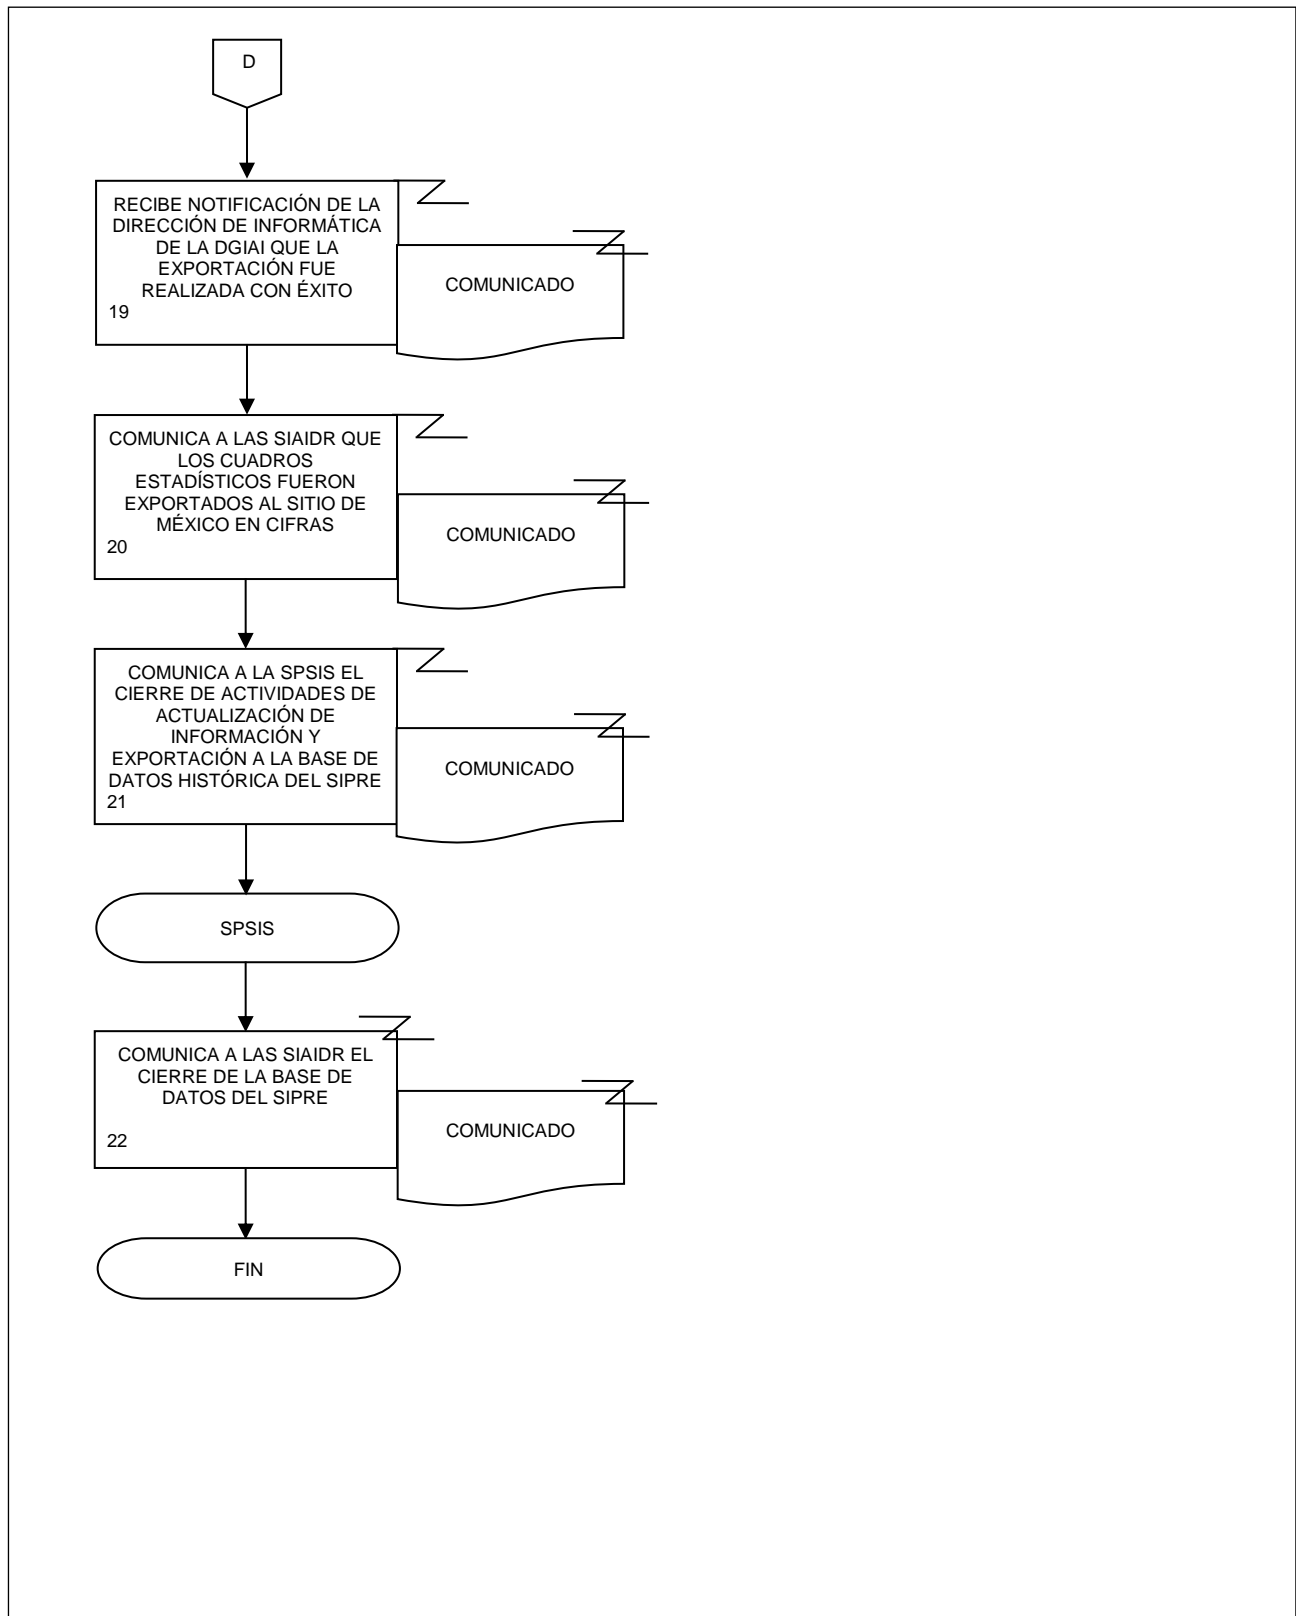 D
RECIBE NOTIFICACIÓN DE LA
DIRECCIÓN DE INFORMÁTICA
DE LA DGIAI QUE LA
EXPORTACIÓN FUE
REALIZADA CON ÉXITO
19
COMUNICADO
COMUNICA A LAS SIAIDR QUE
LOS CUADROS
ESTADÍSTICOS FUERON
EXPORTADOS AL SITIO DE
MÉXICO EN CIFRAS
20
COMUNICADO
COMUNICA A LA SPSIS EL
CIERRE DE ACTIVIDADES DE
ACTUALIZACIÓN DE
INFORMACIÓN Y
EXPORTACIÓN A LA BASE DE
DATOS HISTÓRICA DEL SIPRE
21
COMUNICADO
SPSIS
COMUNICA A LAS SIAIDR EL
CIERRE DE LA BASE DE
DATOS DEL SIPRE
22
COMUNICADO
FIN